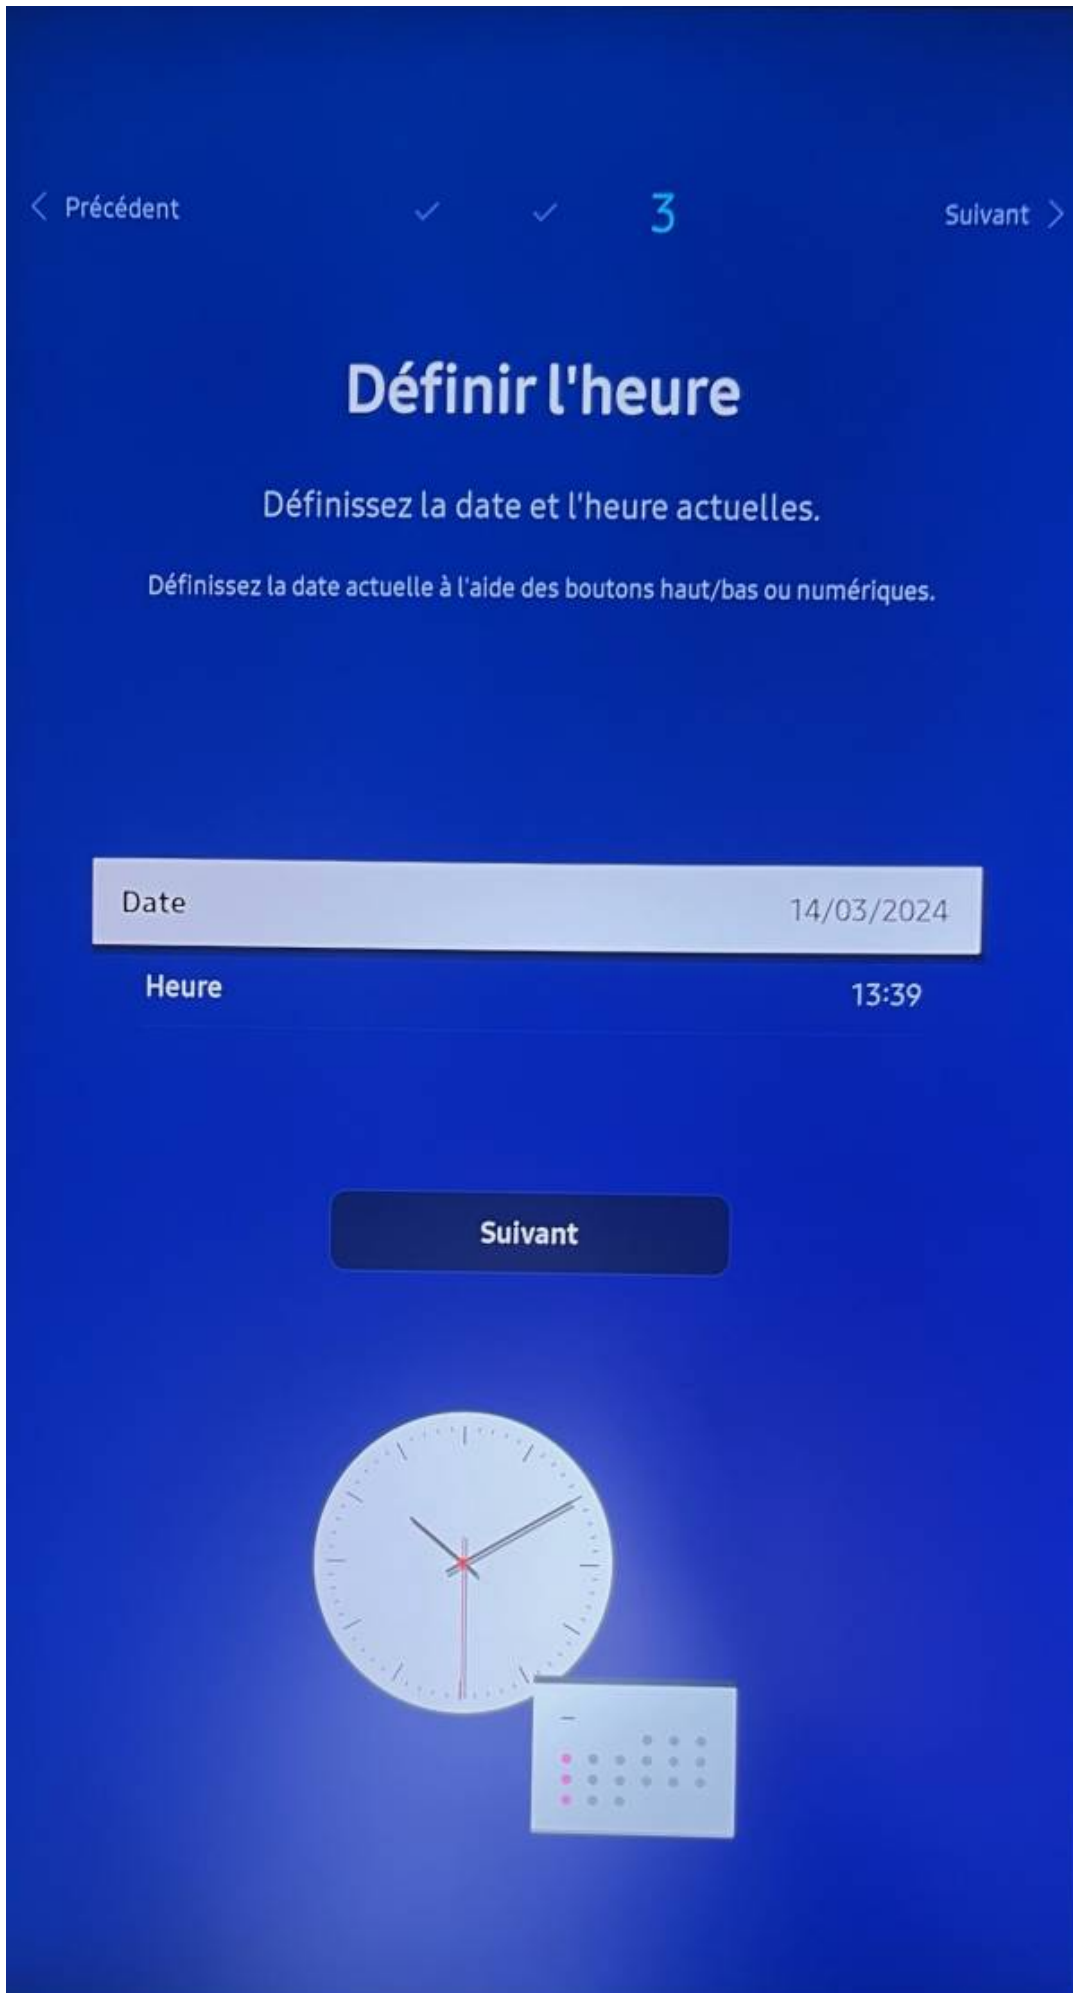 < Précédent
3
Suivant >
Définir l'heure
Définissez la date et l'heure actuelles.
Définissez la date actuelle à l'aide des boutons haut/bas ou numériques.
Date 14/03/2024
Heure 13:39
Suivant